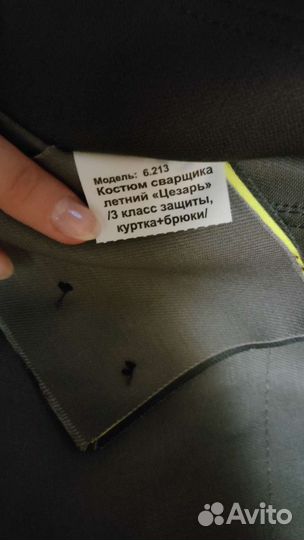 Модель: 6.213
Костюм сварщика
летний «Цезарь»
/3 класс защиты,
куртка+брюки/
Avito